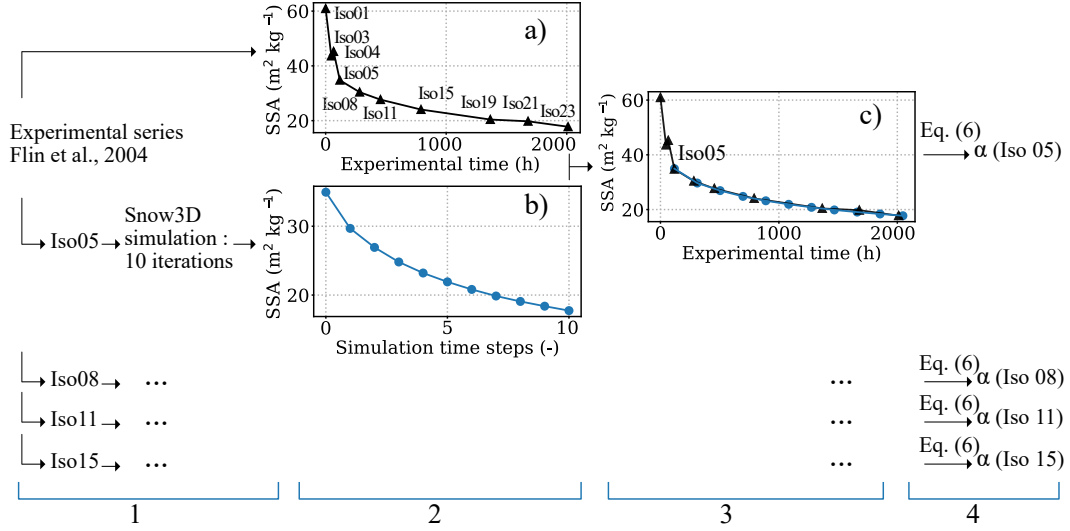 60
40
20
SSA (m² kg⁻¹)
a)
Iso01
Iso03
Iso04
Iso05
Iso08
Iso11
Iso15
Iso19
Iso21
Iso23
0
1000
2000
Experimental time (h)
Experimental series
Flin et al., 2004
Iso05
Snow3D
simulation :
10 iterations
30
20
SSA (m² kg⁻¹)
b)
0
5
10
Simulation time steps (-)
60
40
20
SSA (m² kg⁻¹)
c)
Iso05
0
1000
2000
Experimental time (h)
Eq. (6)
α (Iso 05)
Iso08
...
...
Eq. (6)
α (Iso 08)
Iso11
...
...
Eq. (6)
α (Iso 11)
Iso15
...
...
Eq. (6)
α (Iso 15)
1
2
3
4